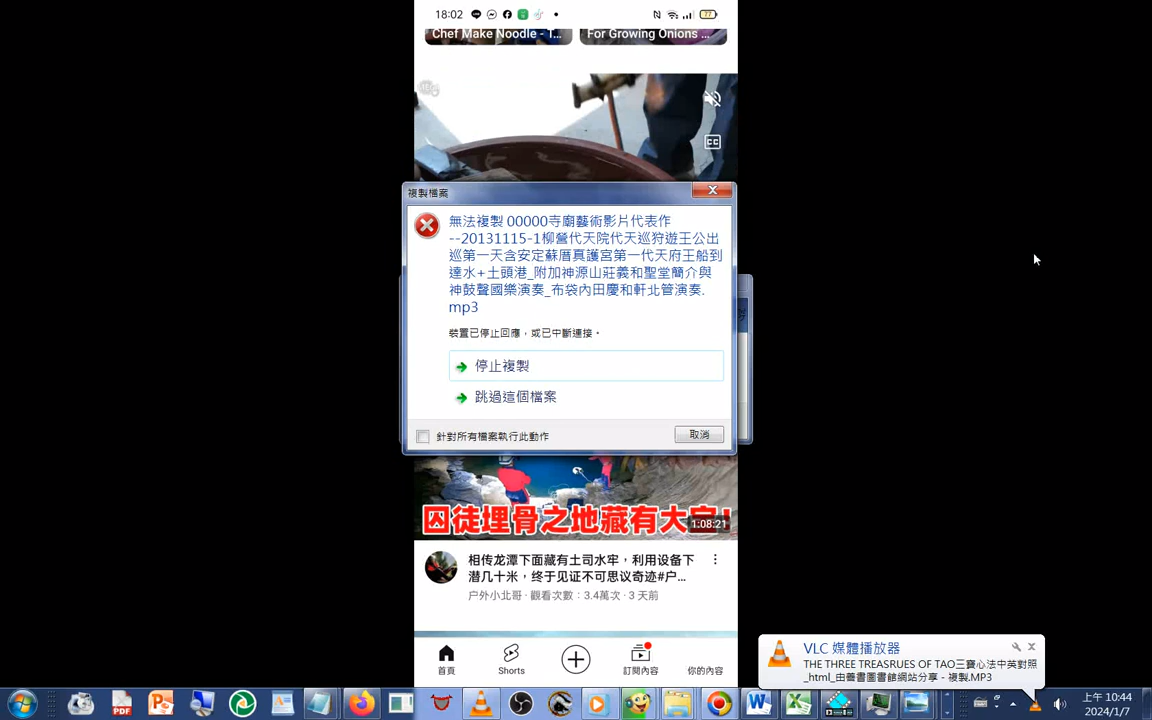 18:02
77
Chef Make Noodle - T...
For Growing Onions ...
CC
複製檔案
無法複製 00000寺廟藝術影片代表作
--20131115-1柳營代天院代天巡狩遊王公出
巡第一天含安定蘇厝真護宮第一代天府王船到
達水+土頭港_附加神源山莊義和聖堂簡介與
神鼓聲國樂演奏_布袋內田慶和軒北管演奏.
mp3
裝置已停止回應，或已中斷連接。
停止複製
跳過這個檔案
針對所有檔案執行此動作
取消
囚徒埋骨之地藏有大
1:08:21
相传龙潭下面藏有土司水牢，利用设备下
潜几十米，终于见证不可思议奇迹#户...
户外小北哥 · 觀看次數：3.4萬次 · 3 天前
首頁
Shorts
訂閱內容
你的內容
VLC 媒體播放器
THE THREE TREASRUES OF TAO三寶心法中英對照
_html_由善書圖書館網站分享 - 複製.MP3
PDF
上午 10:44
2024/1/7